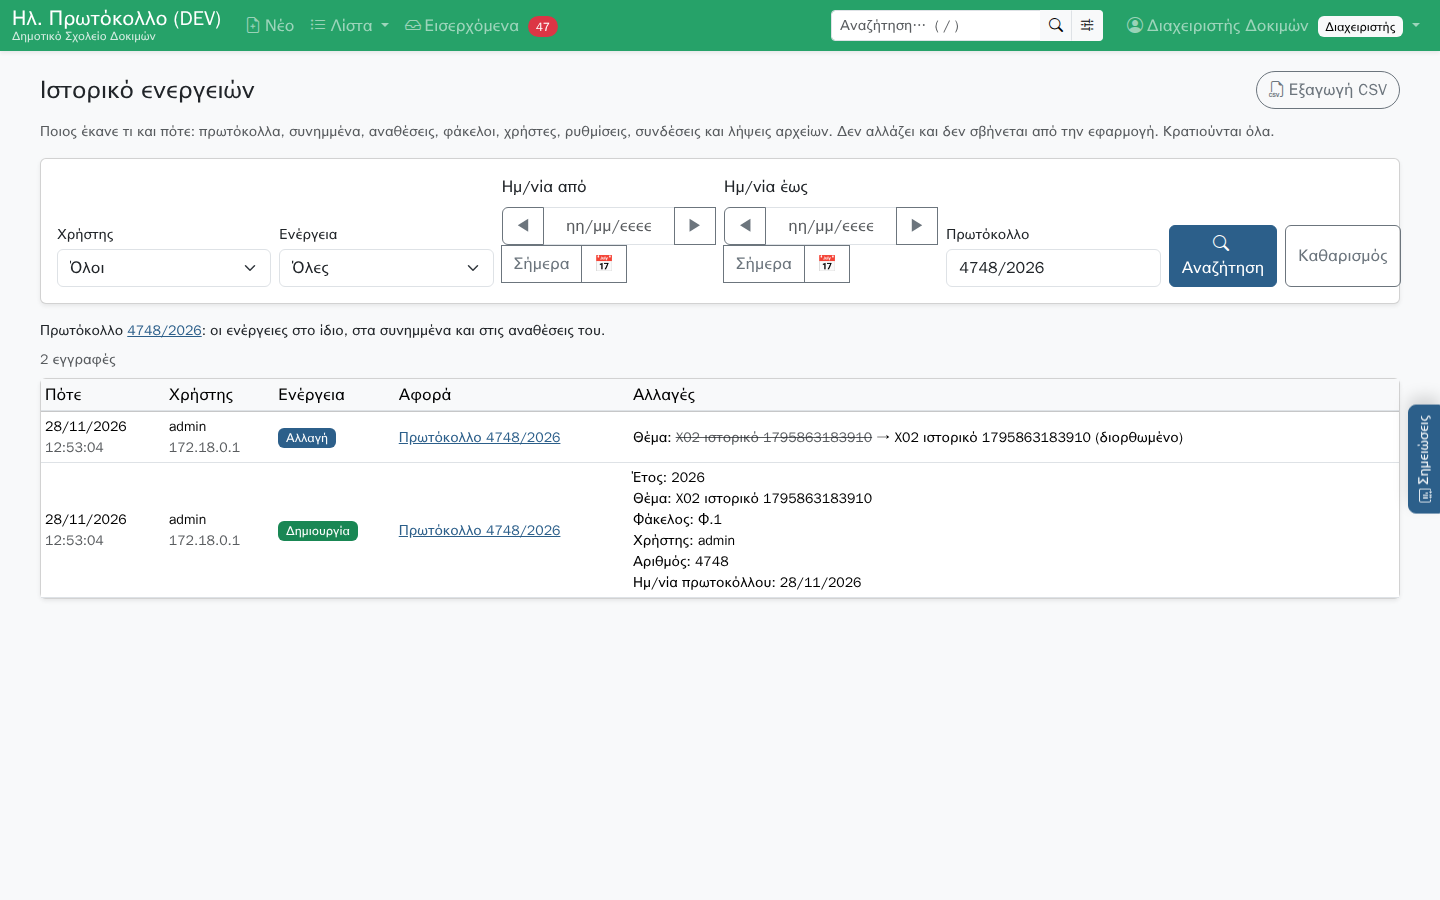 Ηλ. Πρωτόκολλο (DEV)
Δημοτικό Σχολείο Δοκιμών
Νέο
Λίστα
Εισερχόμενα 47
Αναζήτηση… ( / )
Διαχειριστής Δοκιμών Διαχειριστής
Ιστορικό ενεργειών
Εξαγωγή CSV
Ποιος έκανε τι και πότε: πρωτόκολλα, συνημμένα, αναθέσεις, φάκελοι, χρήστες, ρυθμίσεις, συνδέσεις και λήψεις αρχείων. Δεν αλλάζει και δεν σβήνεται από την εφαρμογή. Κρατιούνται όλα.
Χρήστης
Όλοι
Ενέργεια
Όλες
Ημ/νία από
◀ ηη/μμ/εεεε ▶
Σήμερα 📅
Ημ/νία έως
◀ ηη/μμ/εεεε ▶
Σήμερα 📅
Πρωτόκολλο
4748/2026
Αναζήτηση
Καθαρισμός
Πρωτόκολλο 4748/2026: οι ενέργειες στο ίδιο, στα συνημμένα και στις αναθέσεις του.
2 εγγραφές
Πότε Χρήστης Ενέργεια Αφορά Αλλαγές
28/11/2026 12:53:04
admin 172.18.0.1
Αλλαγή
Πρωτόκολλο 4748/2026
Θέμα: X02 ιστορικό 1795863183910 → X02 ιστορικό 1795863183910 (διορθωμένο)
28/11/2026 12:53:04
admin 172.18.0.1
Δημιουργία
Πρωτόκολλο 4748/2026
Έτος: 2026
Θέμα: X02 ιστορικό 1795863183910
Φάκελος: Φ.1
Χρήστης: admin
Αριθμός: 4748
Ημ/νία πρωτοκόλλου: 28/11/2026
Σημειώσεις